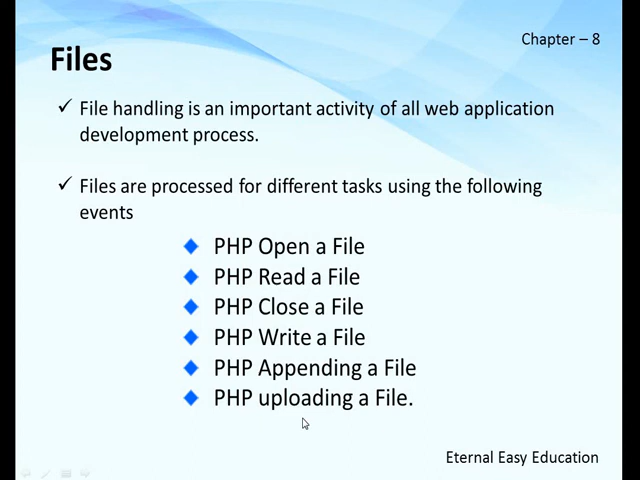 Chapter – 8
Files
✓ File handling is an important activity of all web application
development process.
✓ Files are processed for different tasks using the following
events
◆ PHP Open a File
◆ PHP Read a File
◆ PHP Close a File
◆ PHP Write a File
◆ PHP Appending a File
◆ PHP uploading a File.
Eternal Easy Education